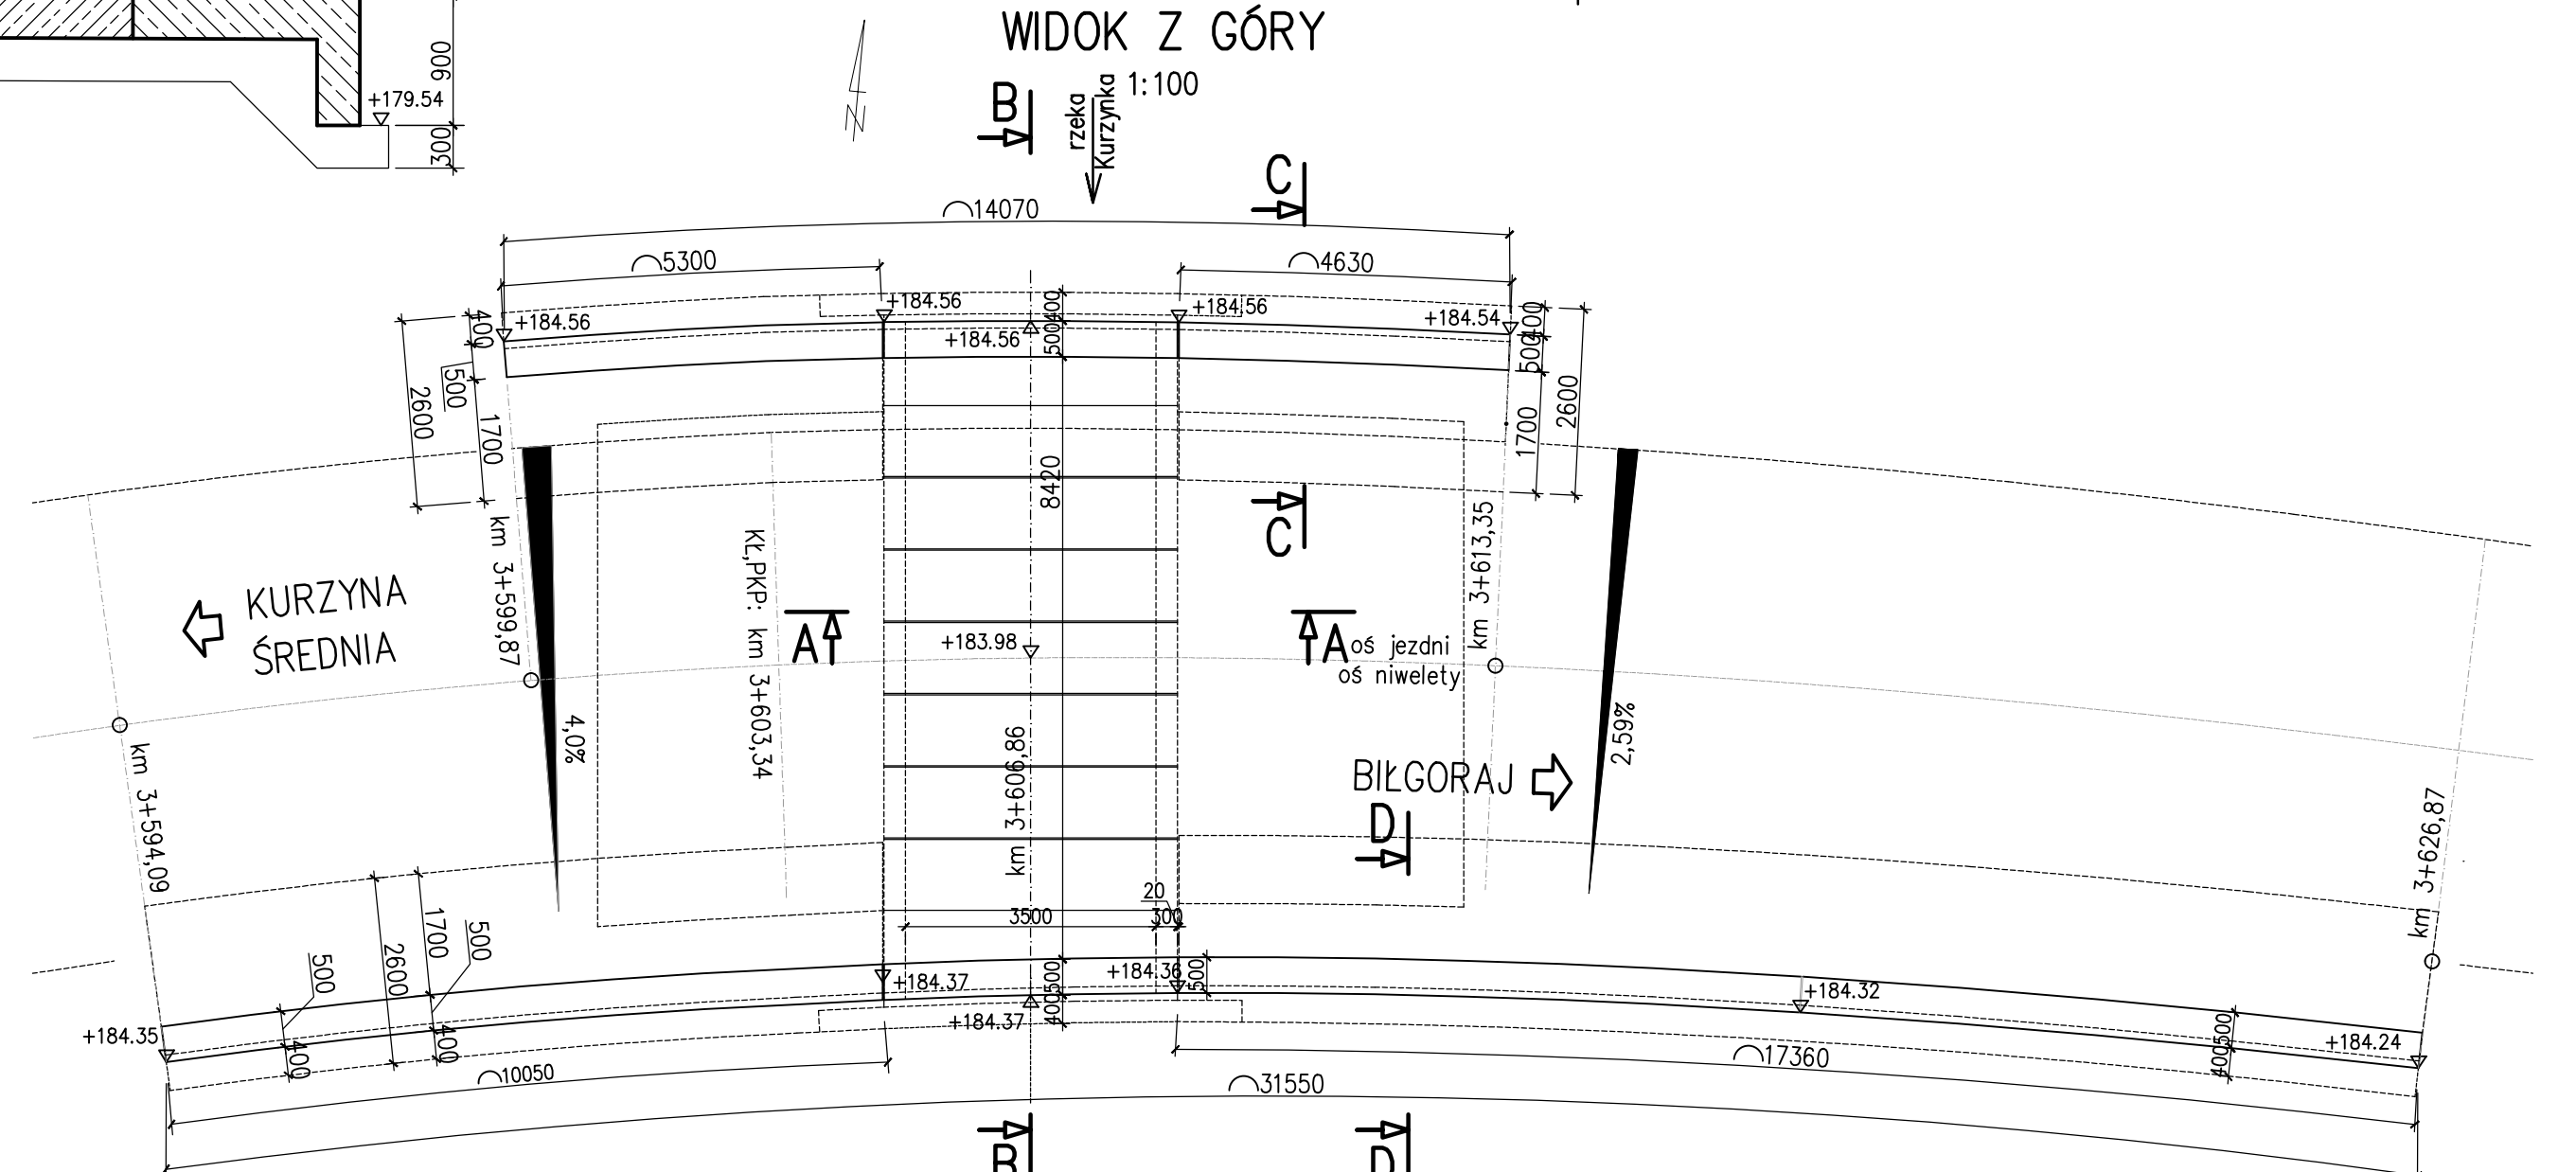 WIDOK Z GÓRY
1:100
900
+179.54
300
N
B
rzeka
Kurzynka
C
14070
5300
4630
+184.56
+184.56
+184.56
+184.56
+184.54
400
500
400
500
1700
2600
400
500
1700
2600
8420
C
KURZYNA
ŚREDNIA
km 3+599,87
KŁ,PKP: km 3+603,34
A
+183.98
A
oś jezdni
oś niwelety
km 3+613,35
4,0%
2,59%
km 3+606,86
BIŁGORAJ
D
km 3+594,09
km 3+626,87
20
3500
300
1700
500
2600
500
400
400
+184.35
+184.37
+184.36
500
500
400
+184.37
+184.32
500
400
+184.24
10050
17360
31550
B
D